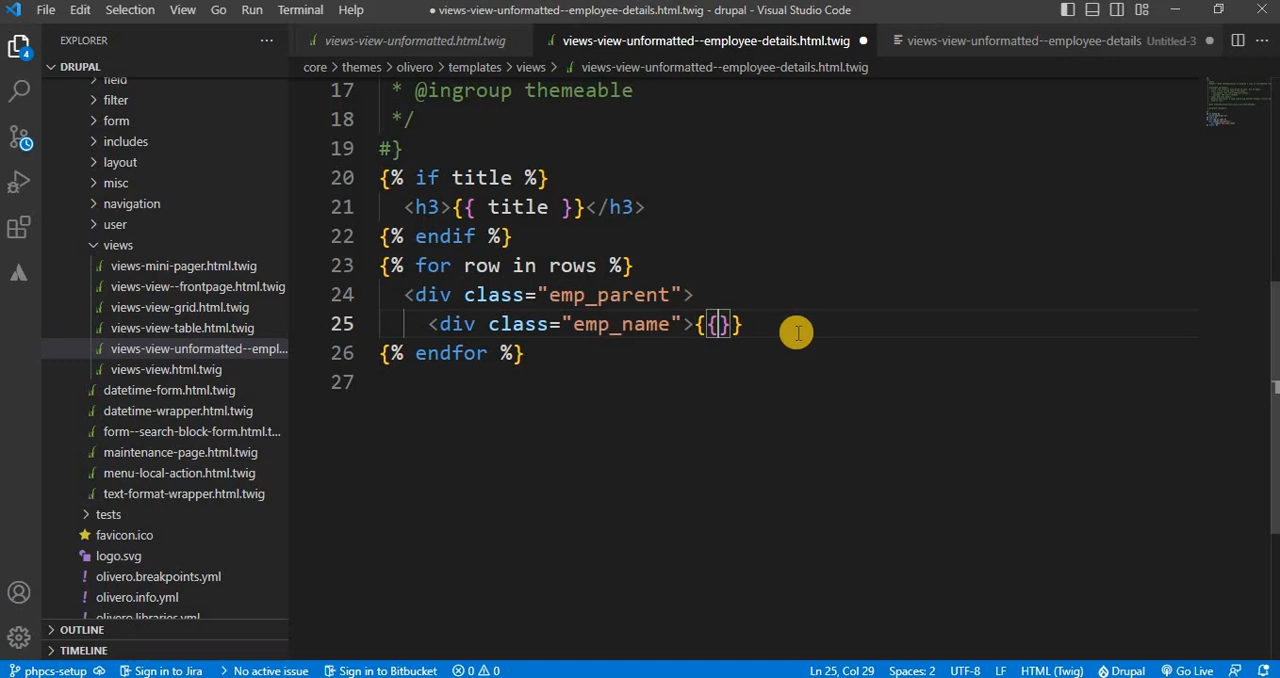 File Edit Selection View Go Run Terminal Help
● views-view-unformatted--employee-details.html.twig - drupal - Visual Studio Code
EXPLORER
views-view-unformatted.html.twig
views-view-unformatted--employee-details.html.twig
views-view-unformatted--employee-details Untitled-3
DRUPAL
core > themes > olivero > templates > views > views-view-unformatted--employee-details.html.twig
field
filter
form
includes
layout
misc
navigation
user
views
views-mini-pager.html.twig
views-view--frontpage.html.twig
views-view-grid.html.twig
views-view-table.html.twig
views-view-unformatted--empl...
views-view.html.twig
datetime-form.html.twig
datetime-wrapper.html.twig
form--search-block-form.html.t...
maintenance-page.html.twig
menu-local-action.html.twig
text-format-wrapper.html.twig
tests
favicon.ico
logo.svg
olivero.breakpoints.yml
olivero.info.yml
olivero.libraries.yml
OUTLINE
TIMELINE
4
17 * @ingroup themeable
18 */
19 #}
20 {% if title %}
21 <h3>{{ title }}</h3>
22 {% endif %}
23 {% for row in rows %}
24 <div class="emp_parent">
25 <div class="emp_name">{{}}
26 {% endfor %}
27
phpcs-setup Sign in to Jira No active issue Sign in to Bitbucket 0 0 Ln 25, Col 29 Spaces: 2 UTF-8 LF HTML (Twig) Drupal Go Live